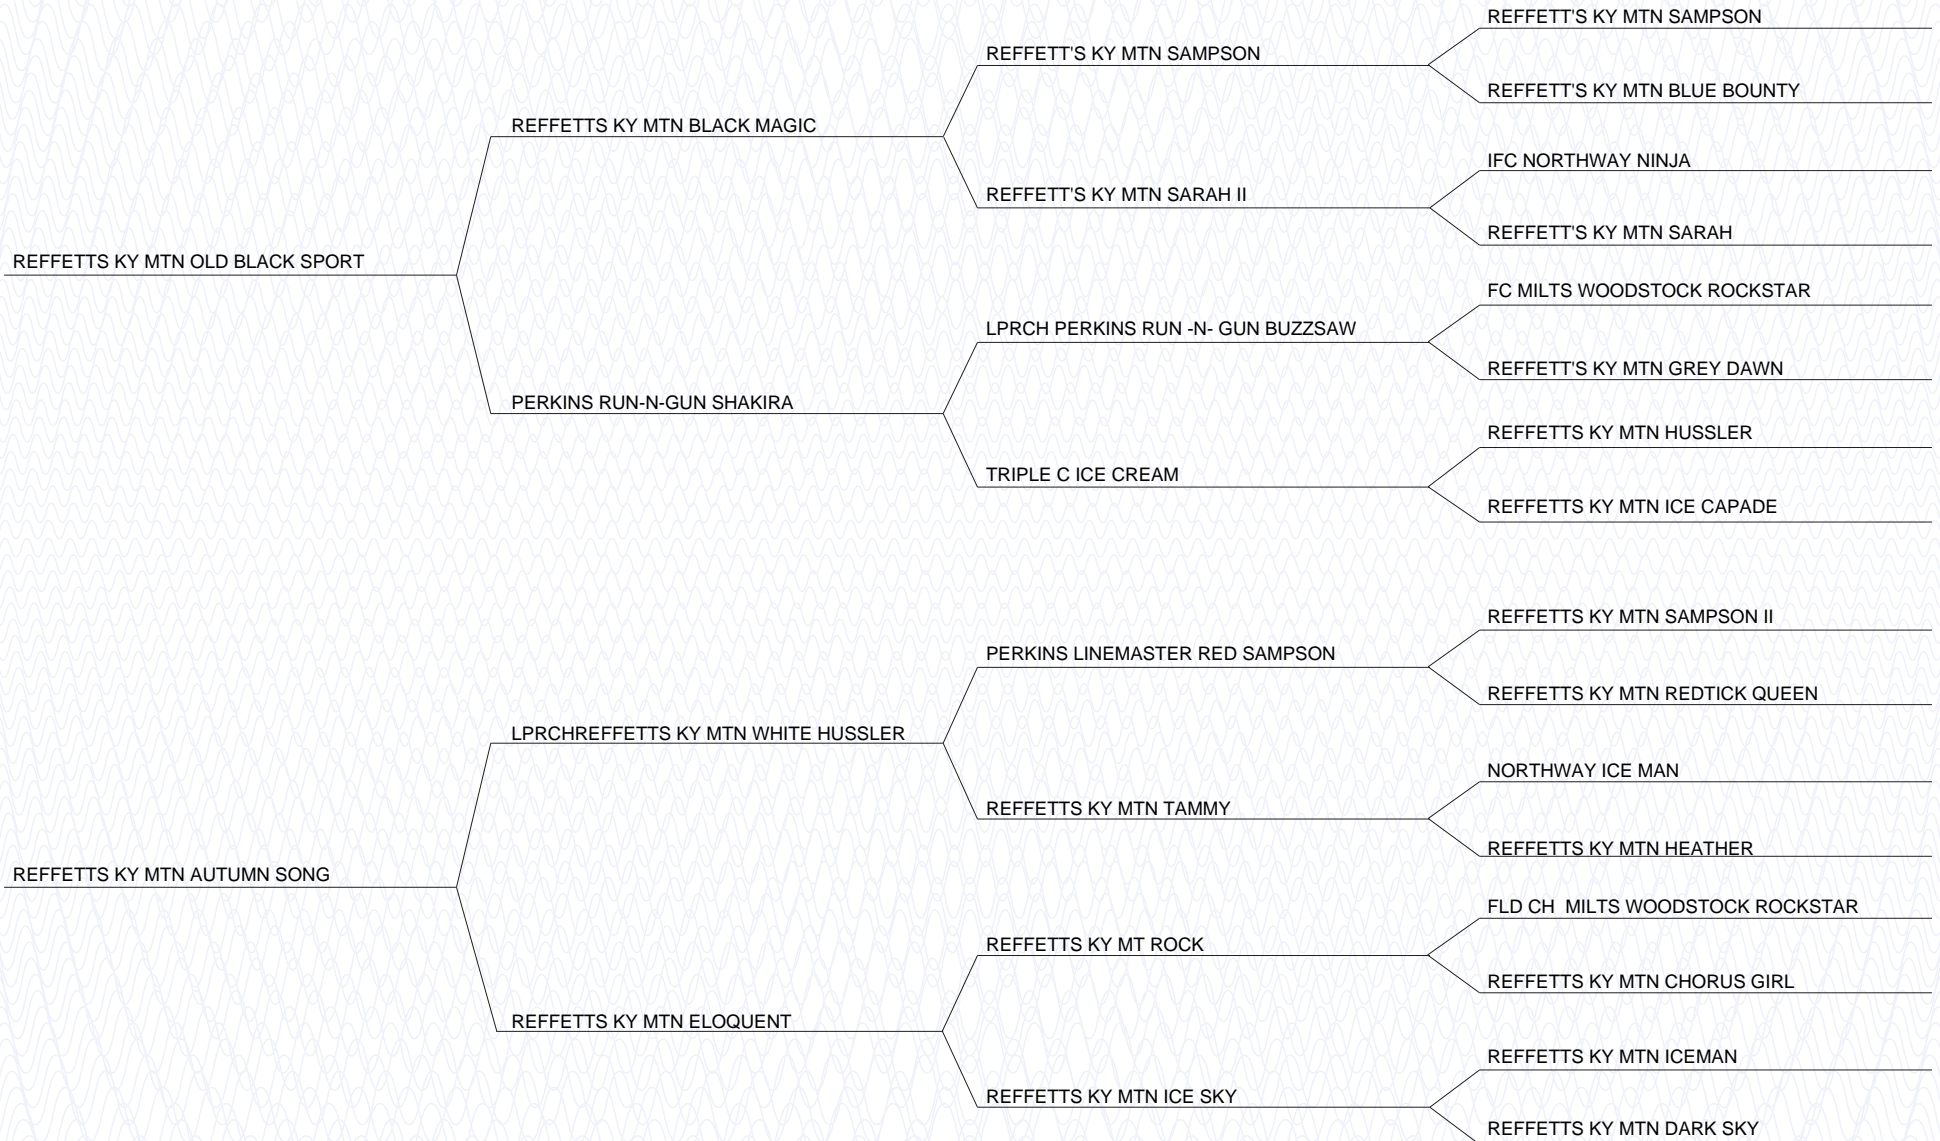 REFFETT'S KY MTN SAMPSON
REFFETT'S KY MTN SAMPSON
REFFETT'S KY MTN BLUE BOUNTY
REFFETTS KY MTN BLACK MAGIC
IFC NORTHWAY NINJA
REFFETT'S KY MTN SARAH II
REFFETT'S KY MTN SARAH
REFFETTS KY MTN OLD BLACK SPORT
FC MILTS WOODSTOCK ROCKSTAR
LPRCH PERKINS RUN -N- GUN BUZZSAW
REFFETT'S KY MTN GREY DAWN
PERKINS RUN-N-GUN SHAKIRA
REFFETTS KY MTN HUSSLER
TRIPLE C ICE CREAM
REFFETTS KY MTN ICE CAPADE
REFFETTS KY MTN SAMPSON II
PERKINS LINEMASTER RED SAMPSON
REFFETTS KY MTN REDTICK QUEEN
LPRCHREFFETTS KY MTN WHITE HUSSLER
NORTHWAY ICE MAN
REFFETTS KY MTN TAMMY
REFFETTS KY MTN HEATHER
REFFETTS KY MTN AUTUMN SONG
FLD CH  MILTS WOODSTOCK ROCKSTAR
REFFETTS KY MT ROCK
REFFETTS KY MTN CHORUS GIRL
REFFETTS KY MTN ELOQUENT
REFFETTS KY MTN ICEMAN
REFFETTS KY MTN ICE SKY
REFFETTS KY MTN DARK SKY